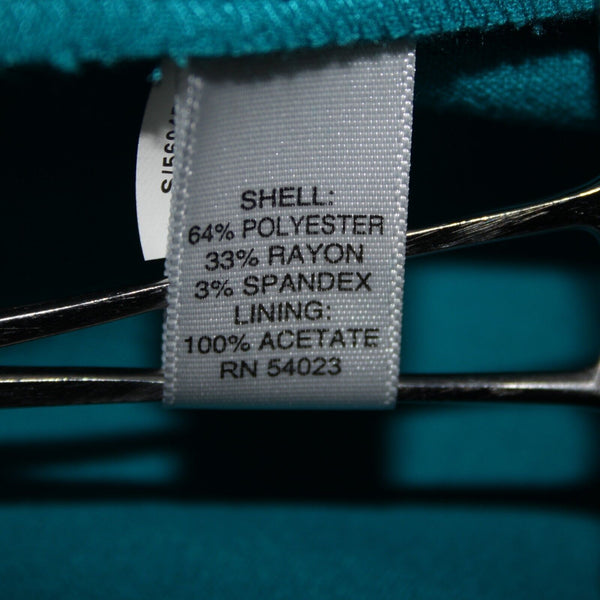 SHELL:
64% POLYESTER
33% RAYON
3% SPANDEX
LINING:
100% ACETATE
RN 54023